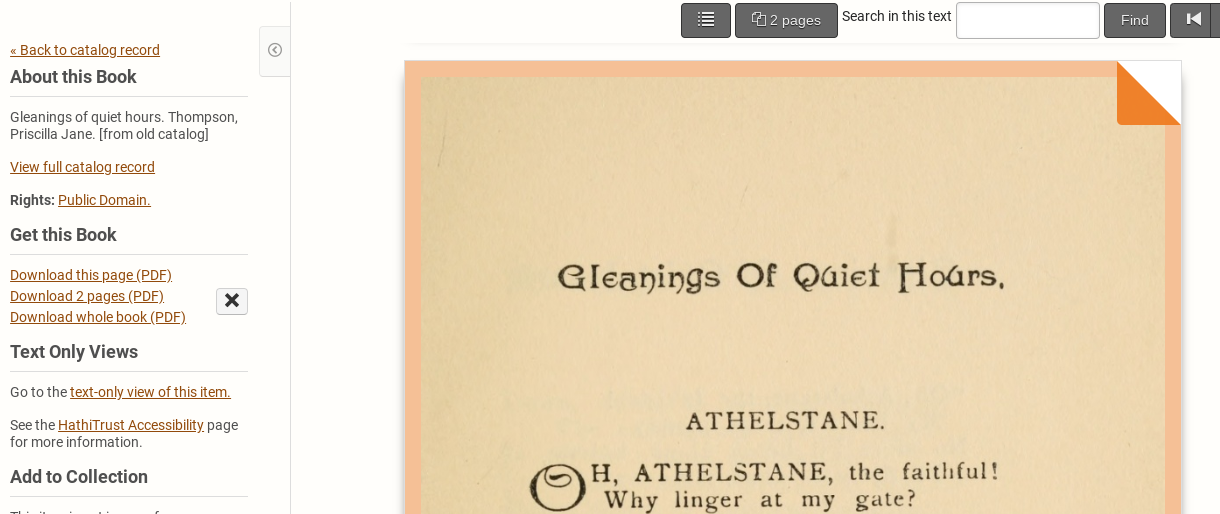 2 pages
Search in this text
Find
« Back to catalog record
About this Book
Gleanings of quiet hours. Thompson,
Priscilla Jane. [from old catalog]
View full catalog record
Rights: Public Domain.
Get this Book
Download this page (PDF)
Download 2 pages (PDF)
Download whole book (PDF)
Text Only Views
Go to the text-only view of this item.
See the HathiTrust Accessibility page
for more information.
Add to Collection
Gleanings Of Quiet Hours.
ATHELSTANE.
OH, ATHELSTANE, the faithful!
Why linger at my gate?